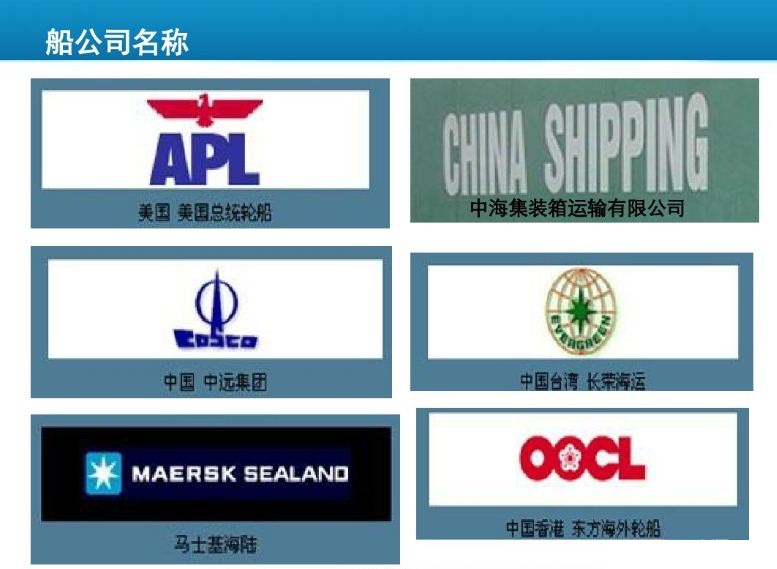 船公司名称
APL
美国 美国总统轮船
CHINA SHIPPING
中海集装箱运输有限公司
COSCO
中国 中远集团
EVERGREEN
中国台湾 长荣海运
MAERSK SEALAND
马士基海陆
OOCL
中国香港 东方海外轮船